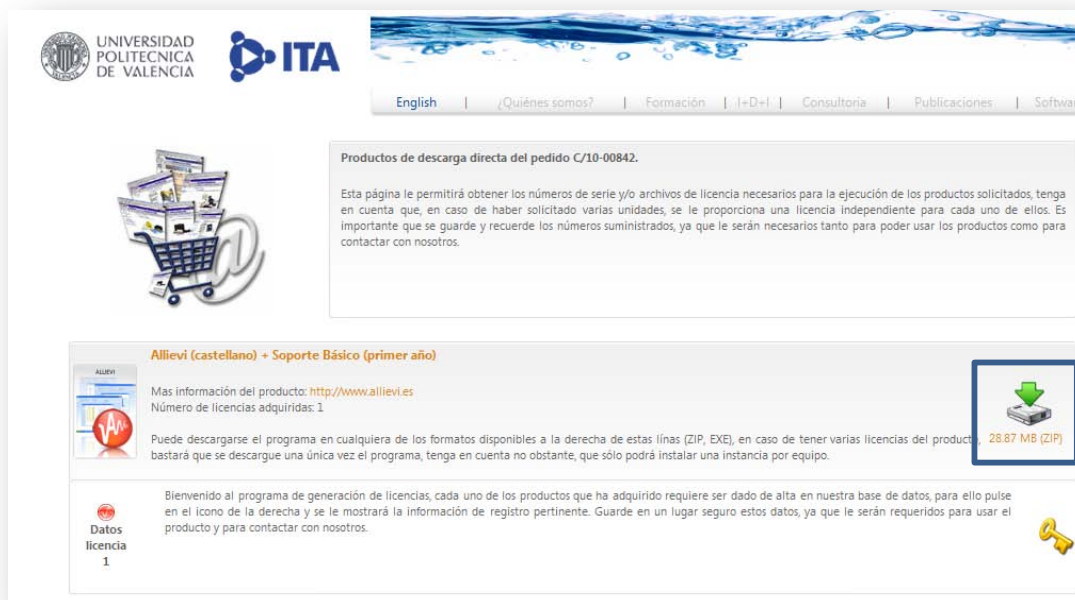 UNIVERSIDAD
POLITECNICA
DE VALENCIA
ITA
English | ¿Quiénes somos? | Formación | I+D+I | Consultoria | Publicaciones | Softwar
Productos de descarga directa del pedido C/10-00842.
Esta página le permitirá obtener los números de serie y/o archivos de licencia necesarios para la ejecución de los productos solicitados, tenga
en cuenta que, en caso de haber solicitado varias unidades, se le proporciona una licencia independiente para cada uno de ellos. Es
importante que se guarde y recuerde los números suministrados, ya que le serán necesarios tanto para poder usar los productos como para
contactar con nosotros.
Allievi (castellano) + Soporte Básico (primer año)
ALLIEVI
Mas información del producto: http://www.allievi.es
Número de licencias adquiridas: 1
Puede descargarse el programa en cualquiera de los formatos disponibles a la derecha de estas línas (ZIP, EXE), en caso de tener varias licencias del producto,
bastará que se descargue una única vez el programa, tenga en cuenta no obstante, que sólo podrá instalar una instancia por equipo.
28.87 MB (ZIP)
Bienvenido al programa de generación de licencias, cada uno de los productos que ha adquirido requiere ser dado de alta en nuestra base de datos, para ello pulse
en el icono de la derecha y se le mostrará la información de registro pertinente. Guarde en un lugar seguro estos datos, ya que le serán requeridos para usar el
producto y para contactar con nosotros.
Datos
licencia
1